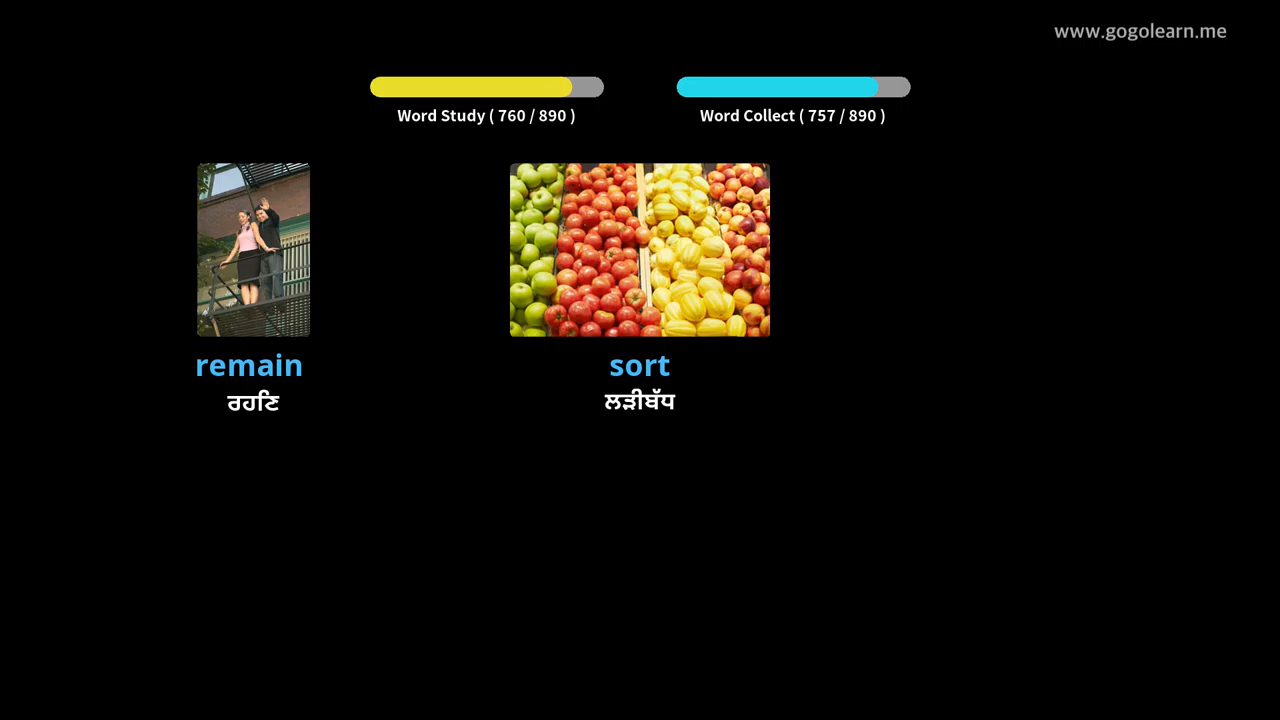 www.gogolearn.me
Word Study ( 760 / 890 )
Word Collect ( 757 / 890 )
remain
ਰਹਣਿ
sort
ਲੜੀਬੱਧ